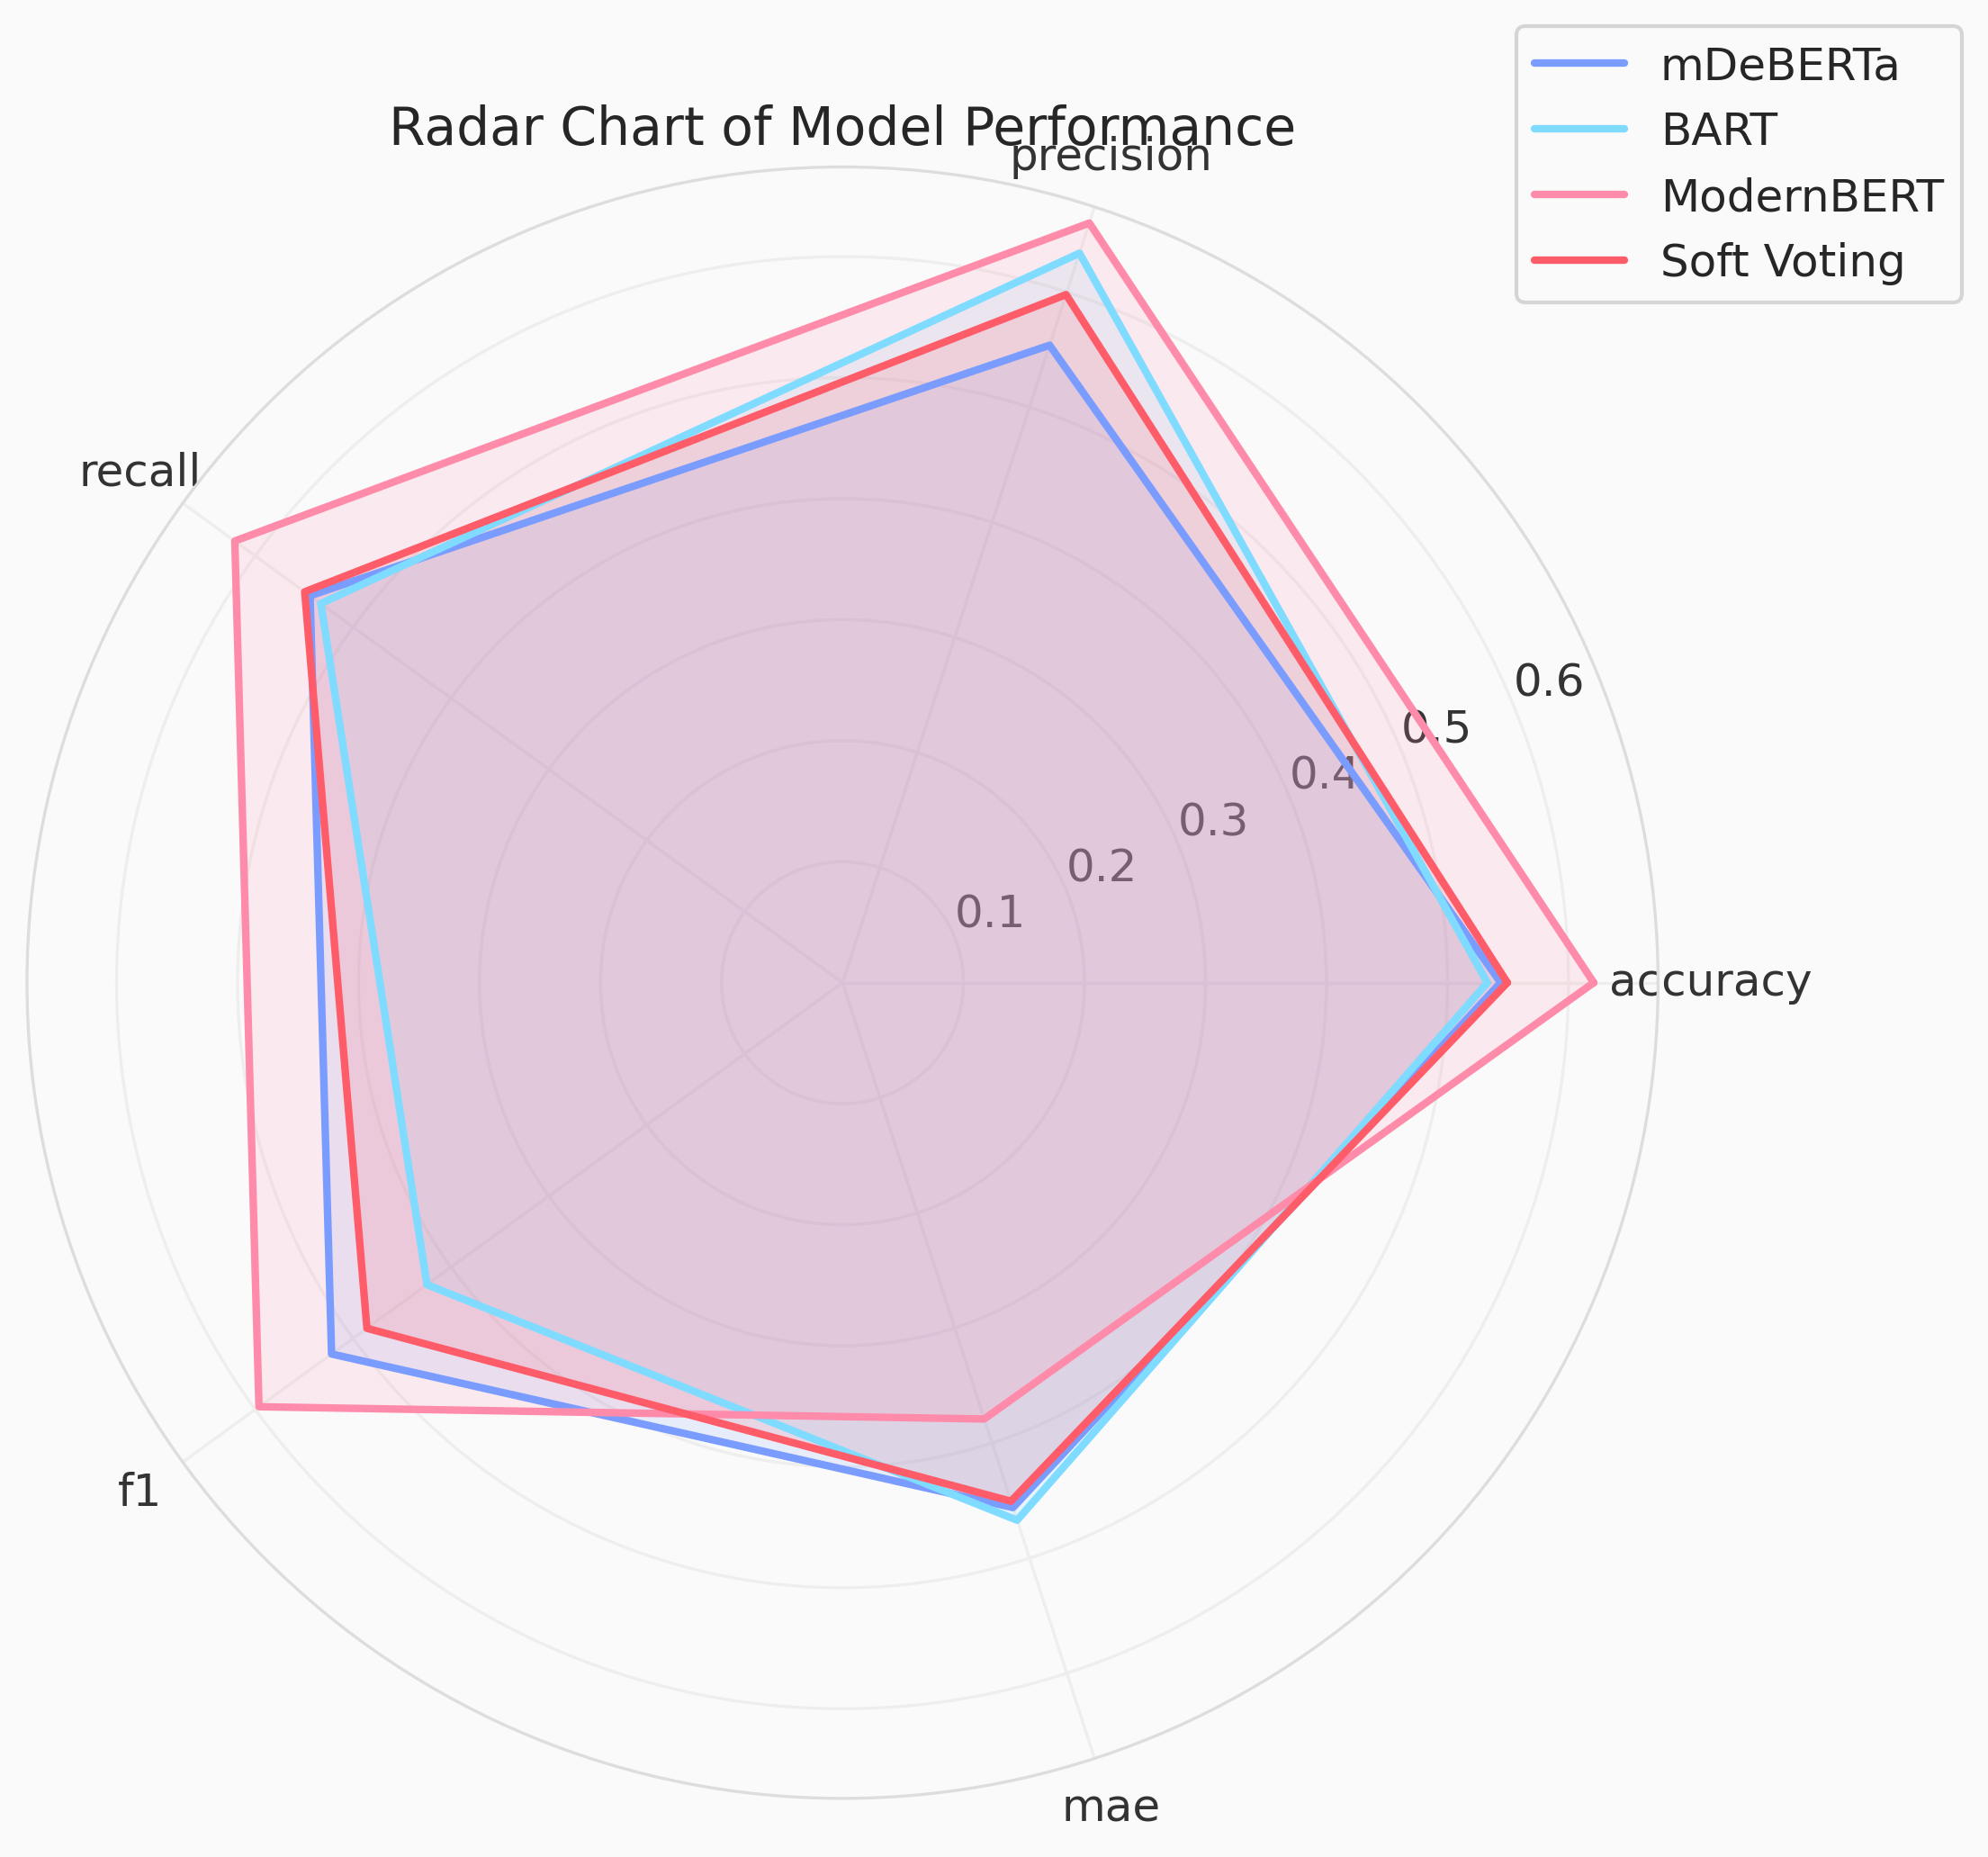 mDeBERTa
BART
ModernBERT
Soft Voting
Radar Chart of Model Performance
precision
recall
0.6
0.5
0.4
0.3
0.2
0.1
accuracy
f1
mae